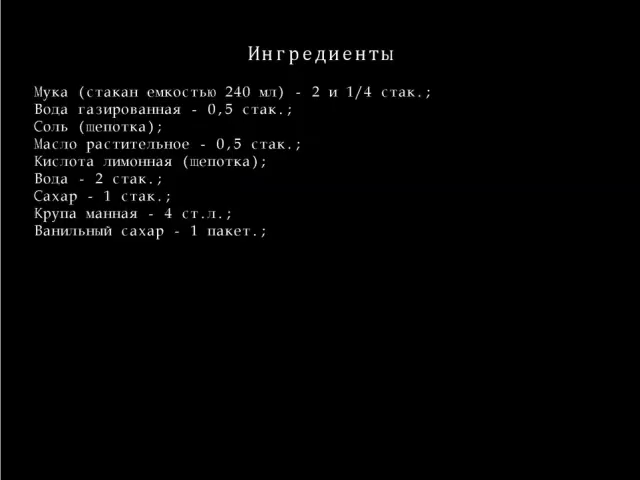 Ингредиенты
Мука (стакан емкостью 240 мл) - 2 и 1/4 стак.;
Вода газированная - 0,5 стак.;
Соль (щепотка);
Масло растительное - 0,5 стак.;
Кислота лимонная (щепотка);
Вода - 2 стак.;
Сахар - 1 стак.;
Крупа манная - 4 ст.л.;
Ванильный сахар - 1 пакет.;